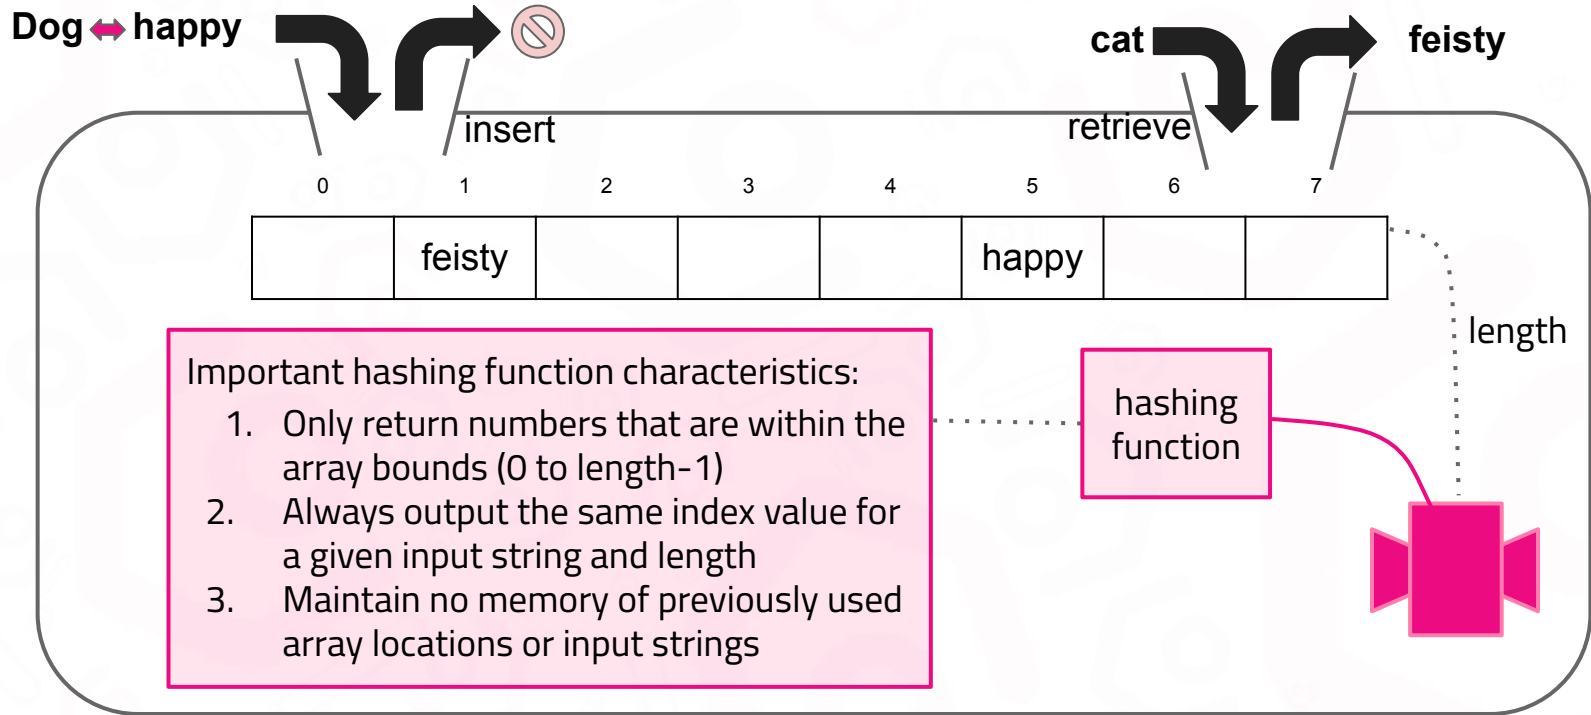 Dog happy
cat
feisty
insert
retrieve
0 1 2 3 4 5 6 7
feisty happy
length
Important hashing function characteristics:
1. Only return numbers that are within the
array bounds (0 to length-1)
2. Always output the same index value for
a given input string and length
3. Maintain no memory of previously used
array locations or input strings
hashing
function